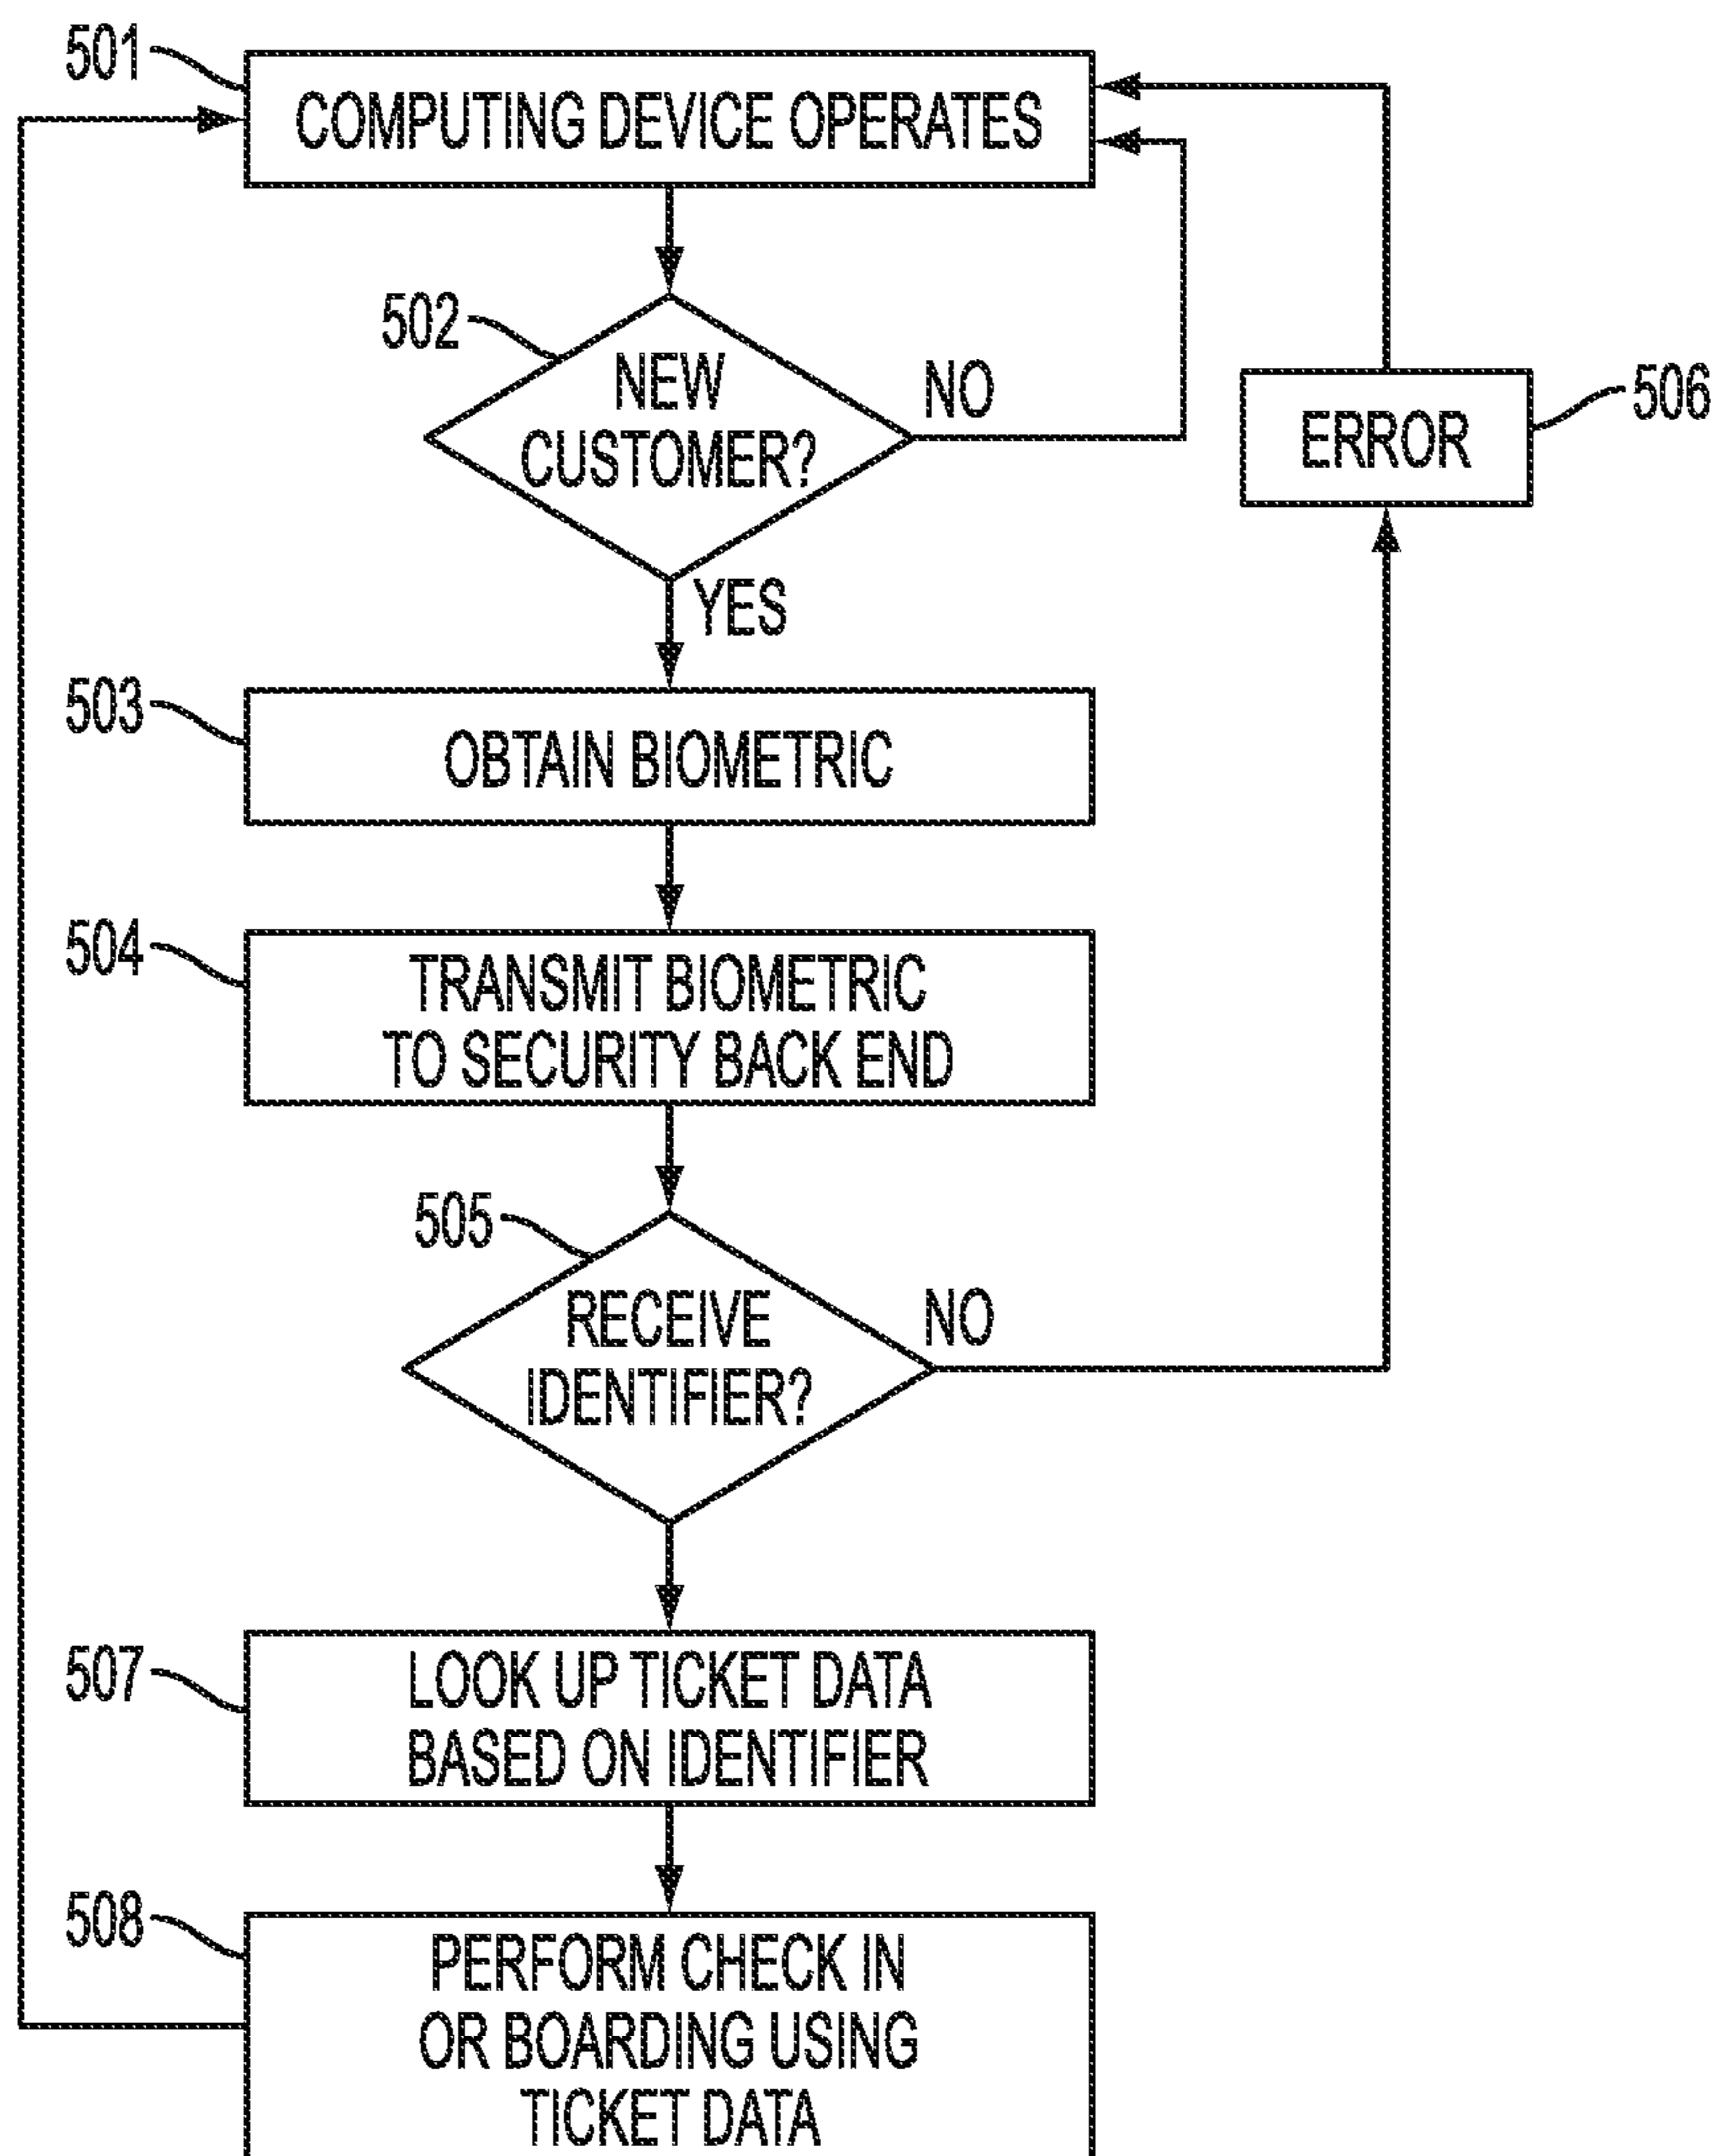 501
COMPUTING DEVICE OPERATES
502
NEW
CUSTOMER?
NO
ERROR
506
YES
503
OBTAIN BIOMETRIC
504
TRANSMIT BIOMETRIC
TO SECURITY BACK END
505
RECEIVE
IDENTIFIER?
NO
507
LOOK UP TICKET DATA
BASED ON IDENTIFIER
508
PERFORM CHECK IN
OR BOARDING USING
TICKET DATA